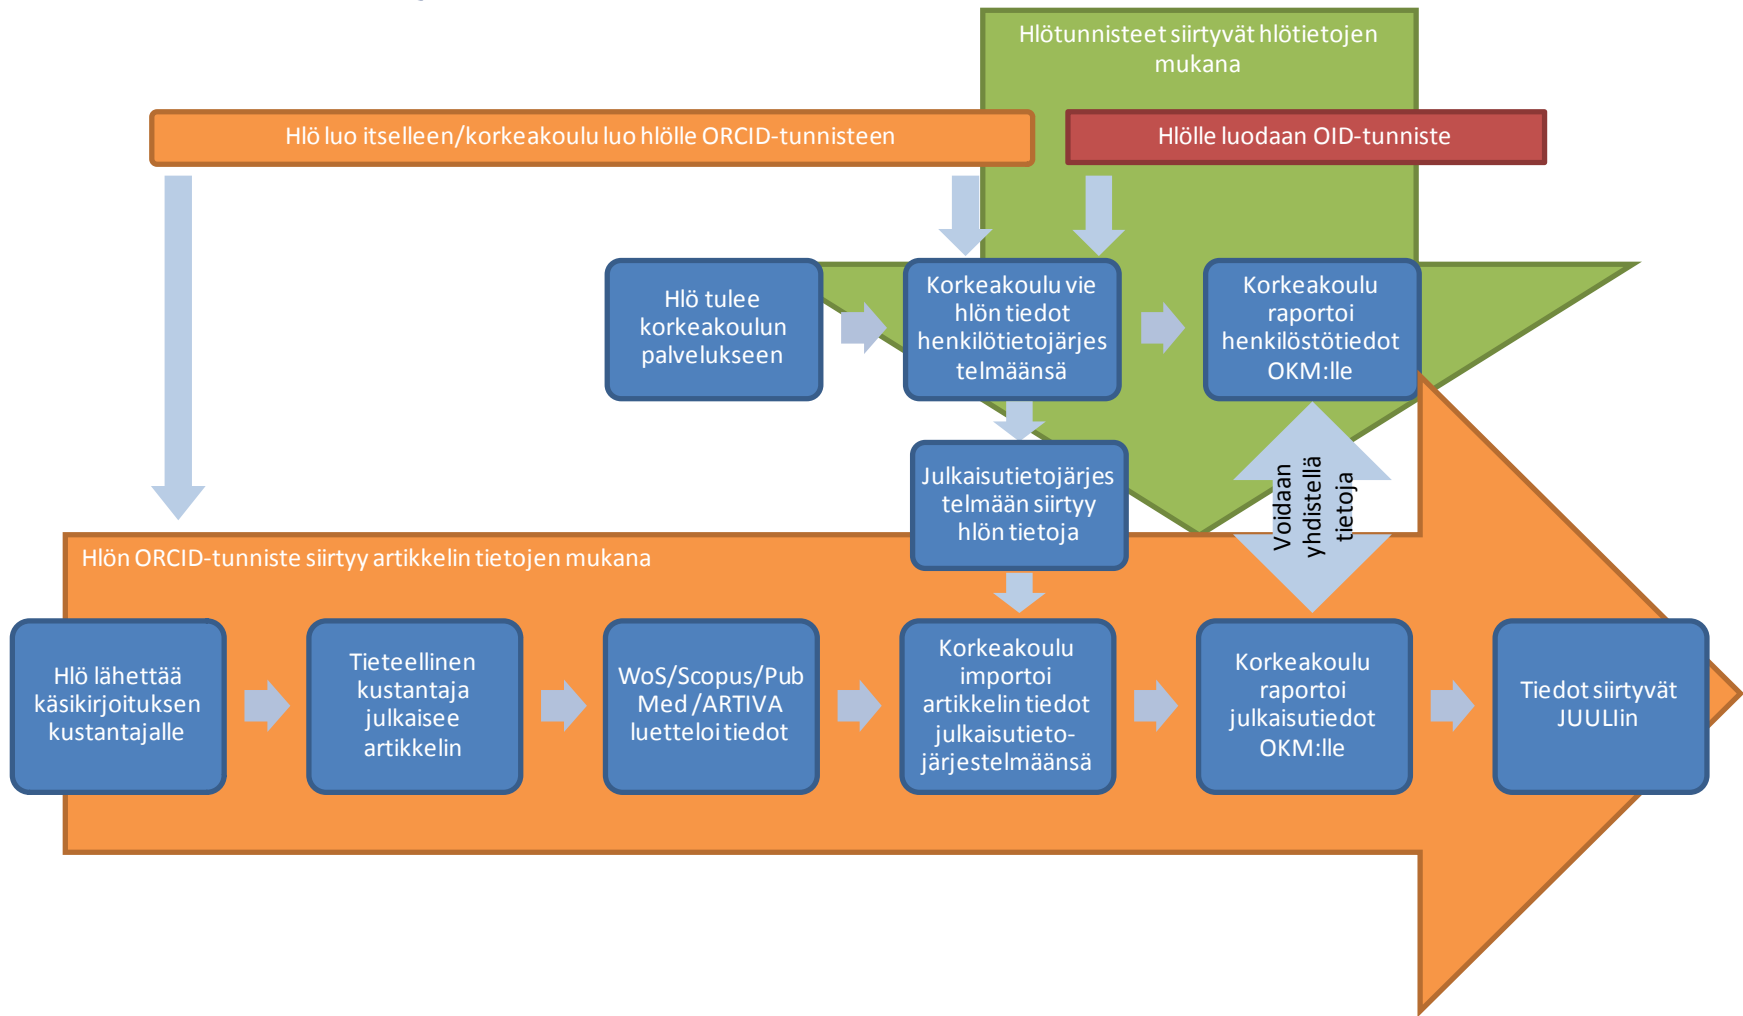 Hlötunnisteet siirtyvät hlötietojen
mukana
Hlö luo itselleen/korkeakoulu luo hlölle ORCID-tunnisteen
Hlölle luodaan OID-tunniste
Hlö tulee
korkeakoulun
palvelukseen
Korkeakoulu vie
hlön tiedot
henkilötietojärjes
telmäänsä
Korkeakoulu
raportoi
henkilöstötiedot
OKM:lle
Julkaisutietojärjes
telmään siirtyy
hlön tietoja
Voidaan
yhdistellä
tietoja
Hlön ORCID-tunniste siirtyy artikkelin tietojen mukana
Hlö lähettää
käsikirjoituksen
kustantajalle
Tieteellinen
kustantaja
julkaisee
artikkelin
WoS/Scopus/Pub
Med /ARTIVA
luetteloi tiedot
Korkeakoulu
importoi
artikkelin tiedot
julkaisutieto-
järjestelmäänsä
Korkeakoulu
raportoi
julkaisutiedot
OKM:lle
Tiedot siirtyvät
JUULIin